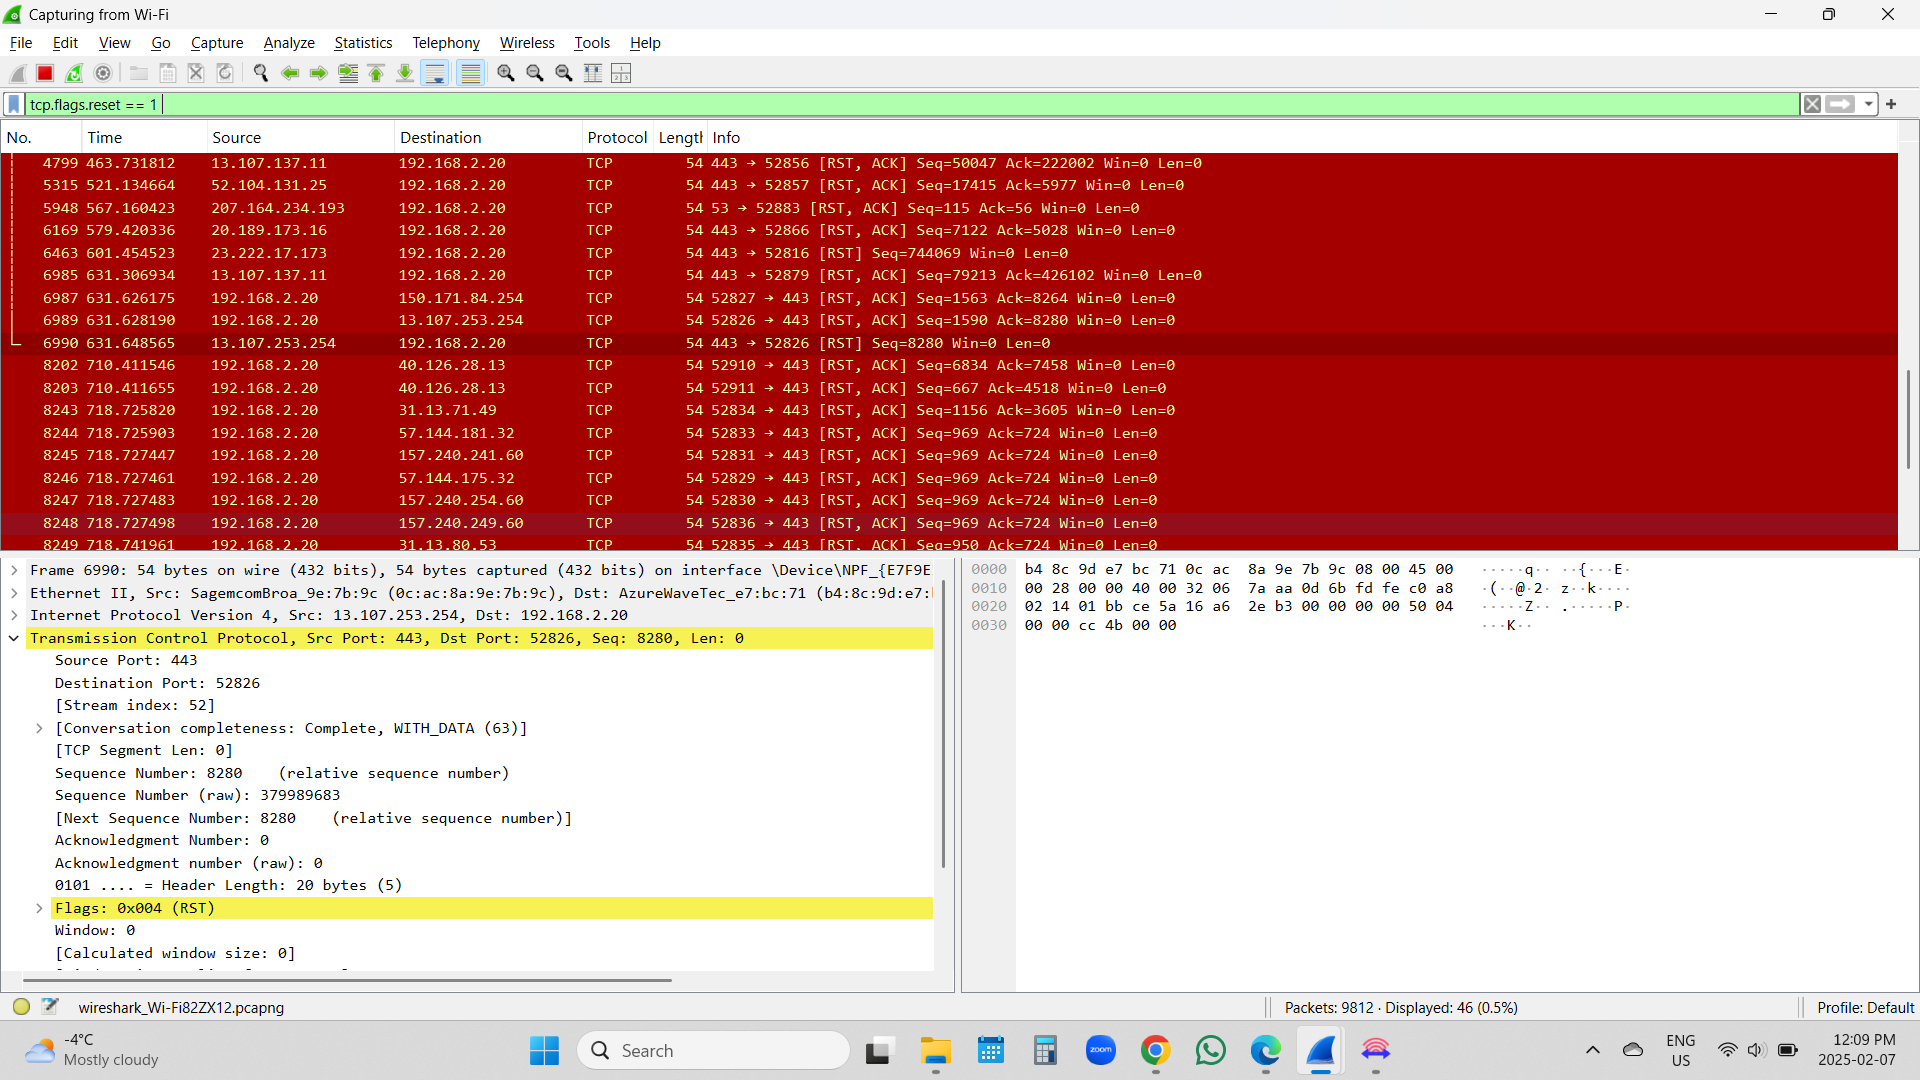 Capturing from Wi-Fi
File Edit View Go Capture Analyze Statistics Telephony Wireless Tools Help
tcp.flags.reset == 1
No. Time Source Destination Protocol Length Info
4799 463.731812 13.107.137.11 192.168.2.20 TCP 54 443 → 52856 [RST, ACK] Seq=50047 Ack=222002 Win=0 Len=0
5315 521.134664 52.104.131.25 192.168.2.20 TCP 54 443 → 52857 [RST, ACK] Seq=17415 Ack=5977 Win=0 Len=0
5948 567.160423 207.164.234.193 192.168.2.20 TCP 54 53 → 52883 [RST, ACK] Seq=115 Ack=56 Win=0 Len=0
6169 579.420336 20.189.173.16 192.168.2.20 TCP 54 443 → 52866 [RST, ACK] Seq=7122 Ack=5028 Win=0 Len=0
6463 601.454523 23.222.17.173 192.168.2.20 TCP 54 443 → 52816 [RST] Seq=744069 Win=0 Len=0
6985 631.306934 13.107.137.11 192.168.2.20 TCP 54 443 → 52879 [RST, ACK] Seq=79213 Ack=426102 Win=0 Len=0
6987 631.626175 192.168.2.20 150.171.84.254 TCP 54 52827 → 443 [RST, ACK] Seq=1563 Ack=8264 Win=0 Len=0
6989 631.628190 192.168.2.20 13.107.253.254 TCP 54 52826 → 443 [RST, ACK] Seq=1590 Ack=8280 Win=0 Len=0
6990 631.648565 13.107.253.254 192.168.2.20 TCP 54 443 → 52826 [RST] Seq=8280 Win=0 Len=0
8202 710.411546 192.168.2.20 40.126.28.13 TCP 54 52910 → 443 [RST, ACK] Seq=6834 Ack=7458 Win=0 Len=0
8203 710.411655 192.168.2.20 40.126.28.13 TCP 54 52911 → 443 [RST, ACK] Seq=667 Ack=4518 Win=0 Len=0
8243 718.725820 192.168.2.20 31.13.71.49 TCP 54 52834 → 443 [RST, ACK] Seq=1156 Ack=3605 Win=0 Len=0
8244 718.725903 192.168.2.20 57.144.181.32 TCP 54 52833 → 443 [RST, ACK] Seq=969 Ack=724 Win=0 Len=0
8245 718.727447 192.168.2.20 157.240.241.60 TCP 54 52831 → 443 [RST, ACK] Seq=969 Ack=724 Win=0 Len=0
8246 718.727461 192.168.2.20 57.144.175.32 TCP 54 52829 → 443 [RST, ACK] Seq=969 Ack=724 Win=0 Len=0
8247 718.727483 192.168.2.20 157.240.254.60 TCP 54 52830 → 443 [RST, ACK] Seq=969 Ack=724 Win=0 Len=0
8248 718.727498 192.168.2.20 157.240.249.60 TCP 54 52836 → 443 [RST, ACK] Seq=969 Ack=724 Win=0 Len=0
8249 718.741961 192.168.2.20 31.13.80.53 TCP 54 52835 → 443 [RST, ACK] Seq=950 Ack=724 Win=0 Len=0
Frame 6990: 54 bytes on wire (432 bits), 54 bytes captured (432 bits) on interface \Device\NPF_{E7F9E
Ethernet II, Src: SagemcomBroa_9e:7b:9c (0c:ac:8a:9e:7b:9c), Dst: AzureWaveTec_e7:bc:71 (b4:8c:9d:e7:
Internet Protocol Version 4, Src: 13.107.253.254, Dst: 192.168.2.20
Transmission Control Protocol, Src Port: 443, Dst Port: 52826, Seq: 8280, Len: 0
Source Port: 443
Destination Port: 52826
[Stream index: 52]
[Conversation completeness: Complete, WITH_DATA (63)]
[TCP Segment Len: 0]
Sequence Number: 8280 (relative sequence number)
Sequence Number (raw): 379989683
[Next Sequence Number: 8280 (relative sequence number)]
Acknowledgment Number: 0
Acknowledgment number (raw): 0
0101 .... = Header Length: 20 bytes (5)
Flags: 0x004 (RST)
Window: 0
[Calculated window size: 0]
0000 b4 8c 9d e7 bc 71 0c ac 8a 9e 7b 9c 08 00 45 00 ·····q·· ··{···E·
0010 00 28 00 00 40 00 32 06 7a aa 0d 6b fd fe c0 a8 ·(··@·2· z··k····
0020 02 14 01 bb ce 5a 16 a6 2e b3 00 00 00 00 50 04 ·····Z·· .·····P·
0030 00 00 cc 4b 00 00 ···K··
wireshark_Wi-Fi82ZX12.pcapng
Packets: 9812 · Displayed: 46 (0.5%)
Profile: Default
-4°C
Mostly cloudy
Search
zoom
ENG
US
12:09 PM
2025-02-07